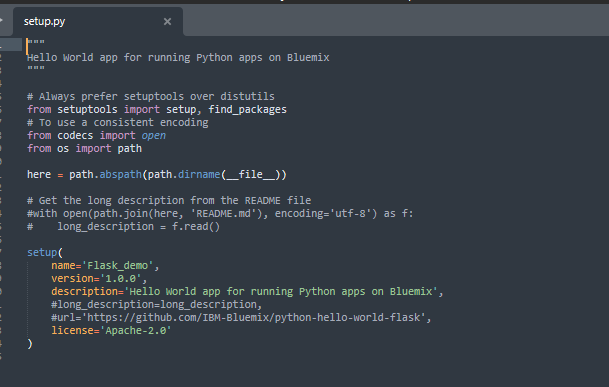 setup.py ×
"""
Hello World app for running Python apps on Bluemix
"""
# Always prefer setuptools over distutils
from setuptools import setup, find_packages
# To use a consistent encoding
from codecs import open
from os import path
here = path.abspath(path.dirname(__file__))
# Get the long description from the README file
#with open(path.join(here, 'README.md'), encoding='utf-8') as f:
#    long_description = f.read()
setup(
    name='Flask_demo',
    version='1.0.0',
    description='Hello World app for running Python apps on Bluemix',
    #long_description=long_description,
    #url='https://github.com/IBM-Bluemix/python-hello-world-flask',
    license='Apache-2.0'
)